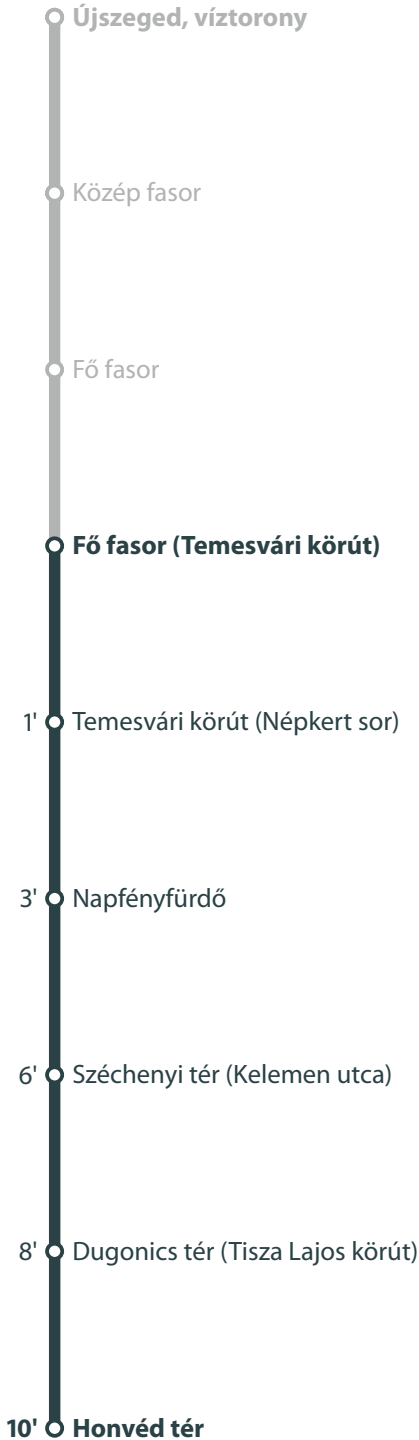 Újszeged, víztorony
Közép fasor
Fő fasor
Fő fasor (Temesvári körút)
1' Temesvári körút (Népkert sor)
3' Napfényfürdő
6' Széchenyi tér (Kelemen utca)
8' Dugonics tér (Tisza Lajos körút)
10' Honvéd tér